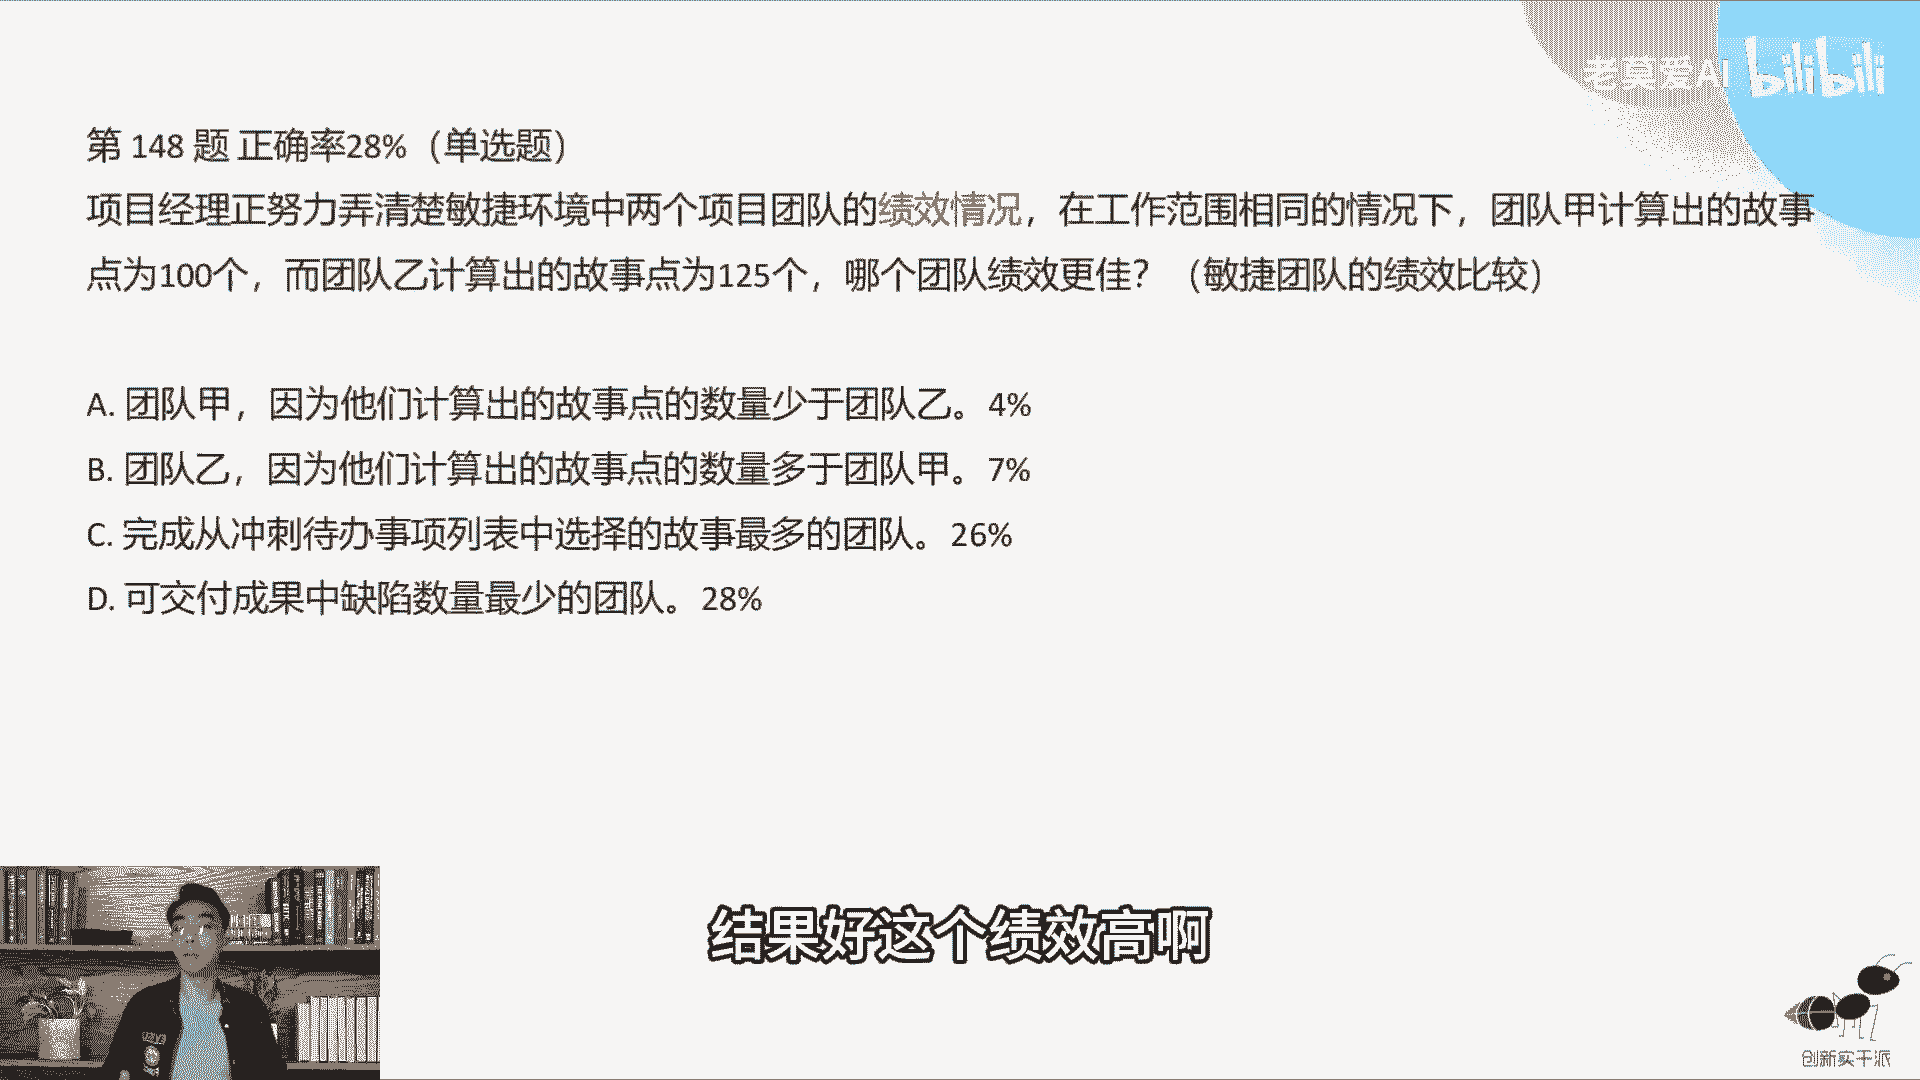 老莫爱AI bilibili
第 148 题 正确率28%（单选题）
项目经理正努力弄清楚敏捷环境中两个项目团队的绩效情况，在工作范围相同的情况下，团队甲计算出的故事
点为100个，而团队乙计算出的故事点为125个，哪个团队绩效更佳？（敏捷团队的绩效比较）
A. 团队甲，因为他们计算出的故事点的数量少于团队乙。4%
B. 团队乙，因为他们计算出的故事点的数量多于团队甲。7%
C. 完成从冲刺待办事项列表中选择的故事最多的团队。26%
D. 可交付成果中缺陷数量最少的团队。28%
结果好这个绩效高啊
创新实干派